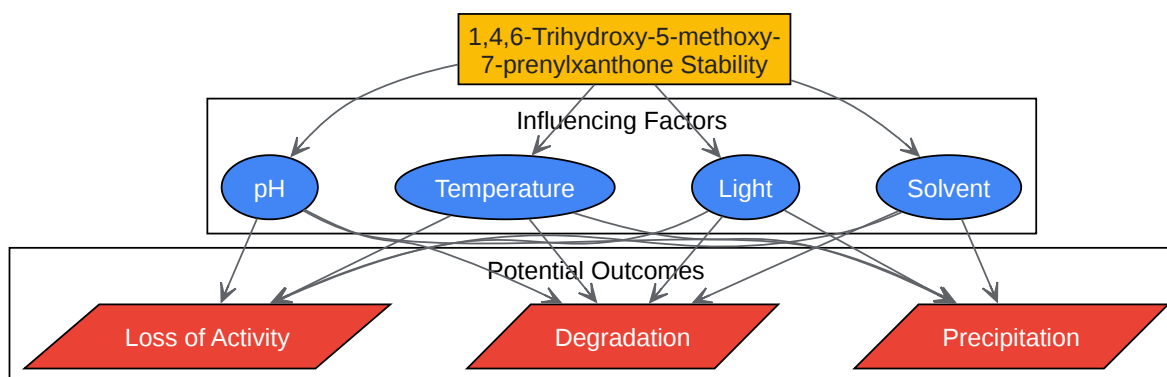 1,4,6-Trihydroxy-5-methoxy-
7-prenylxanthone Stability
Influencing Factors
pH
Temperature
Light
Solvent
Potential Outcomes
Loss of Activity
Degradation
Precipitation